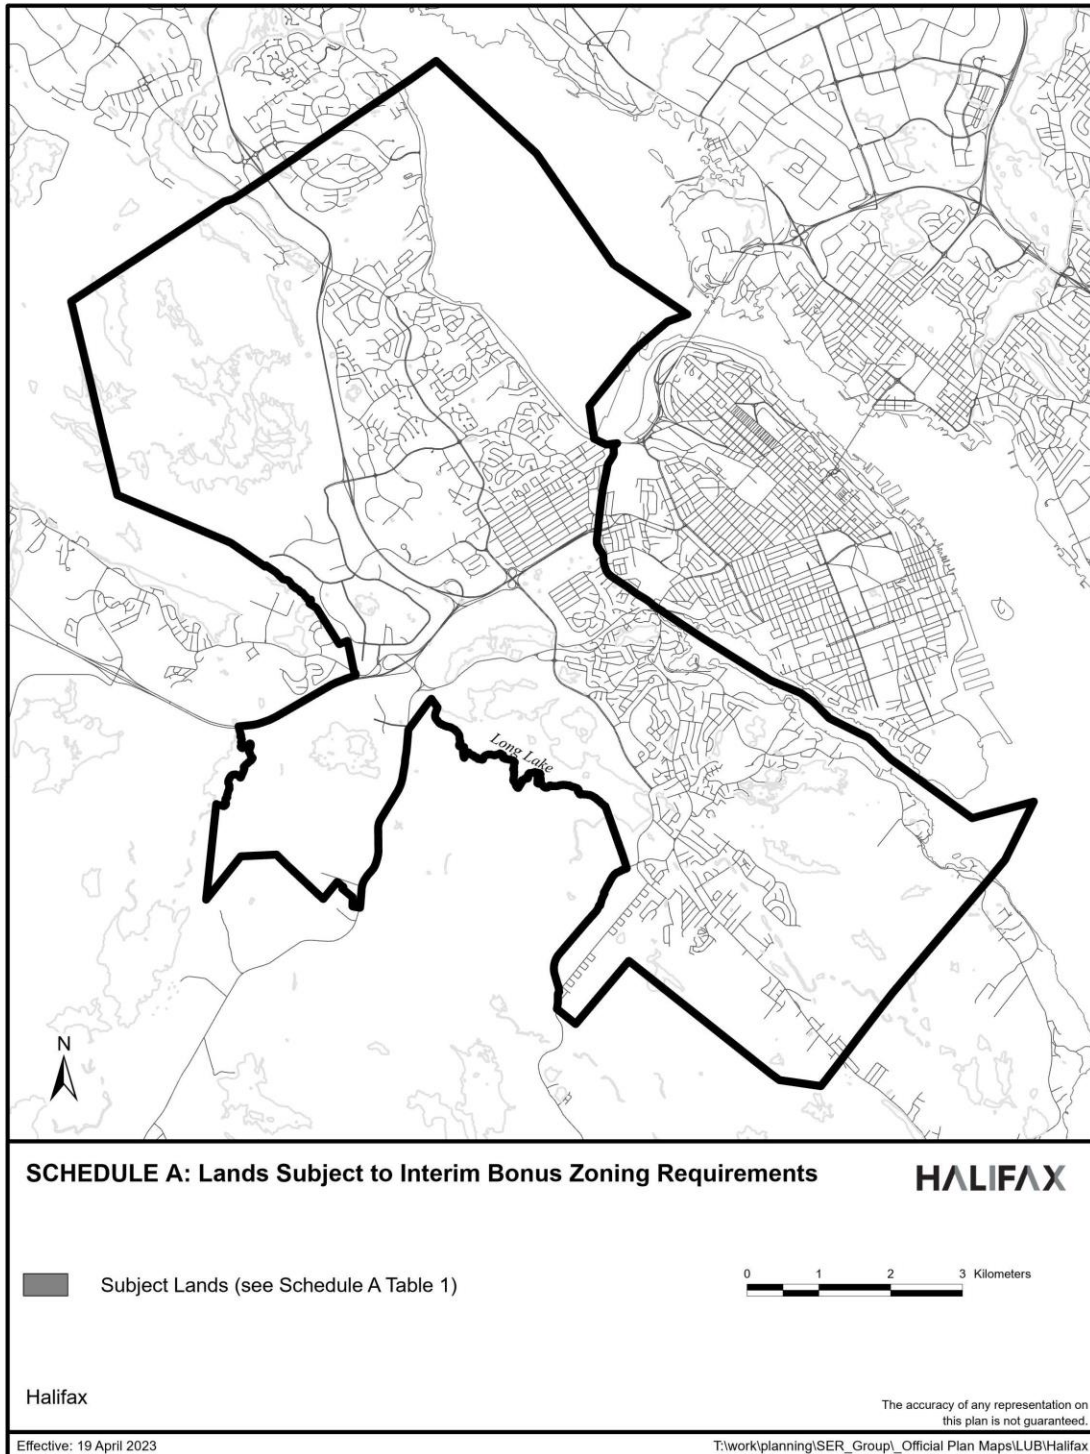 Long Lake
N
SCHEDULE A: Lands Subject to Interim Bonus Zoning Requirements
HALIFAX
Subject Lands (see Schedule A Table 1)
0 1 2 3 Kilometers
Halifax
The accuracy of any representation on
this plan is not guaranteed.
Effective: 19 April 2023
T:\work\planning\SER_Group\_Official Plan Maps\LUB\Halifax